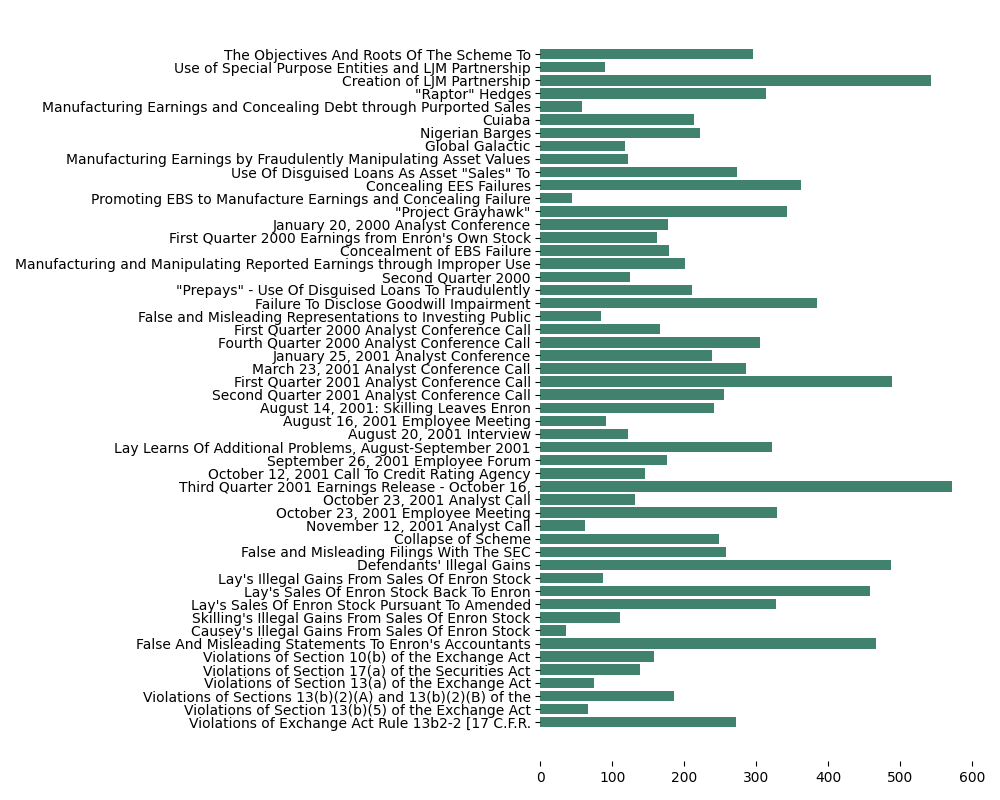 The Objectives And Roots Of The Scheme To
Use of Special Purpose Entities and LJM Partnership
Creation of LJM Partnership
"Raptor" Hedges
Manufacturing Earnings and Concealing Debt through Purported Sales
Cuiaba
Nigerian Barges
Global Galactic
Manufacturing Earnings by Fraudulently Manipulating Asset Values
Use Of Disguised Loans As Asset "Sales" To
Concealing EES Failures
Promoting EBS to Manufacture Earnings and Concealing Failure
"Project Grayhawk"
January 20, 2000 Analyst Conference
First Quarter 2000 Earnings from Enron's Own Stock
Concealment of EBS Failure
Manufacturing and Manipulating Reported Earnings through Improper Use
Second Quarter 2000
"Prepays" - Use Of Disguised Loans To Fraudulently
Failure To Disclose Goodwill Impairment
False and Misleading Representations to Investing Public
First Quarter 2000 Analyst Conference Call
Fourth Quarter 2000 Analyst Conference Call
January 25, 2001 Analyst Conference
March 23, 2001 Analyst Conference Call
First Quarter 2001 Analyst Conference Call
Second Quarter 2001 Analyst Conference Call
August 14, 2001: Skilling Leaves Enron
August 16, 2001 Employee Meeting
August 20, 2001 Interview
Lay Learns Of Additional Problems, August-September 2001
September 26, 2001 Employee Forum
October 12, 2001 Call To Credit Rating Agency
Third Quarter 2001 Earnings Release - October 16,
October 23, 2001 Analyst Call
October 23, 2001 Employee Meeting
November 12, 2001 Analyst Call
Collapse of Scheme
False and Misleading Filings With The SEC
Defendants' Illegal Gains
Lay's Illegal Gains From Sales Of Enron Stock
Lay's Sales Of Enron Stock Back To Enron
Lay's Sales Of Enron Stock Pursuant To Amended
Skilling's Illegal Gains From Sales Of Enron Stock
Causey's Illegal Gains From Sales Of Enron Stock
False And Misleading Statements To Enron's Accountants
Violations of Section 10(b) of the Exchange Act
Violations of Section 17(a) of the Securities Act
Violations of Section 13(a) of the Exchange Act
Violations of Sections 13(b)(2)(A) and 13(b)(2)(B) of the
Violations of Section 13(b)(5) of the Exchange Act
Violations of Exchange Act Rule 13b2-2 [17 C.F.R.
0 100 200 300 400 500 600